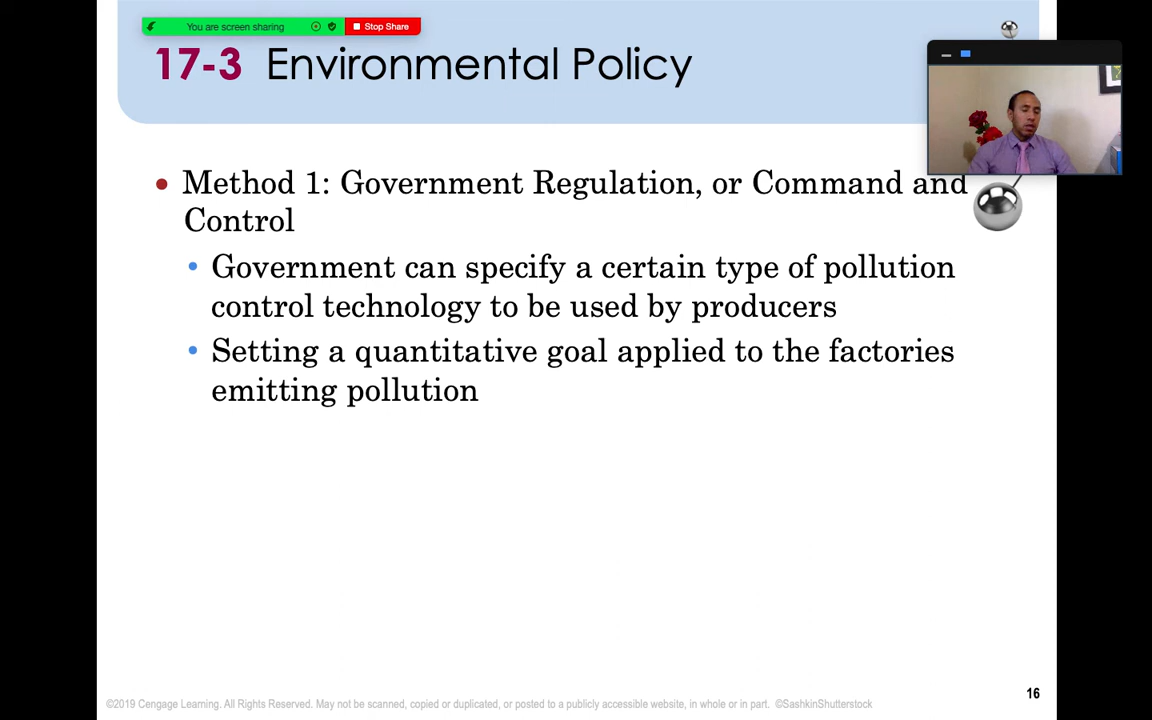 You are screen sharing
Stop Share
17-3 Environmental Policy
• Method 1: Government Regulation, or Command and
Control
• Government can specify a certain type of pollution
control technology to be used by producers
• Setting a quantitative goal applied to the factories
emitting pollution
16
©2019 Cengage Learning. All Rights Reserved. May not be scanned, copied or duplicated, or posted to a publicly accessible website, in whole or in part. ©SashkinShutterstock